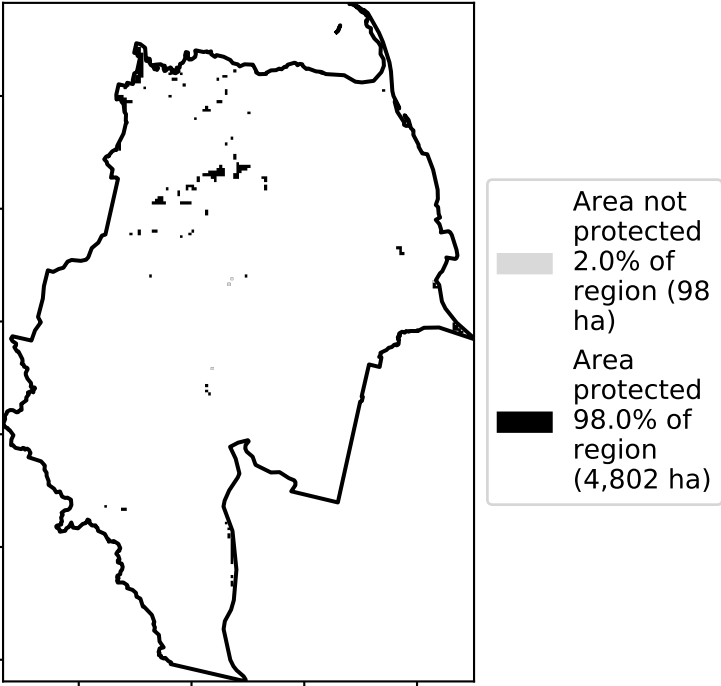 Area not
protected
2.0% of
region (98
ha)
Area
protected
98.0% of
region
(4,802 ha)